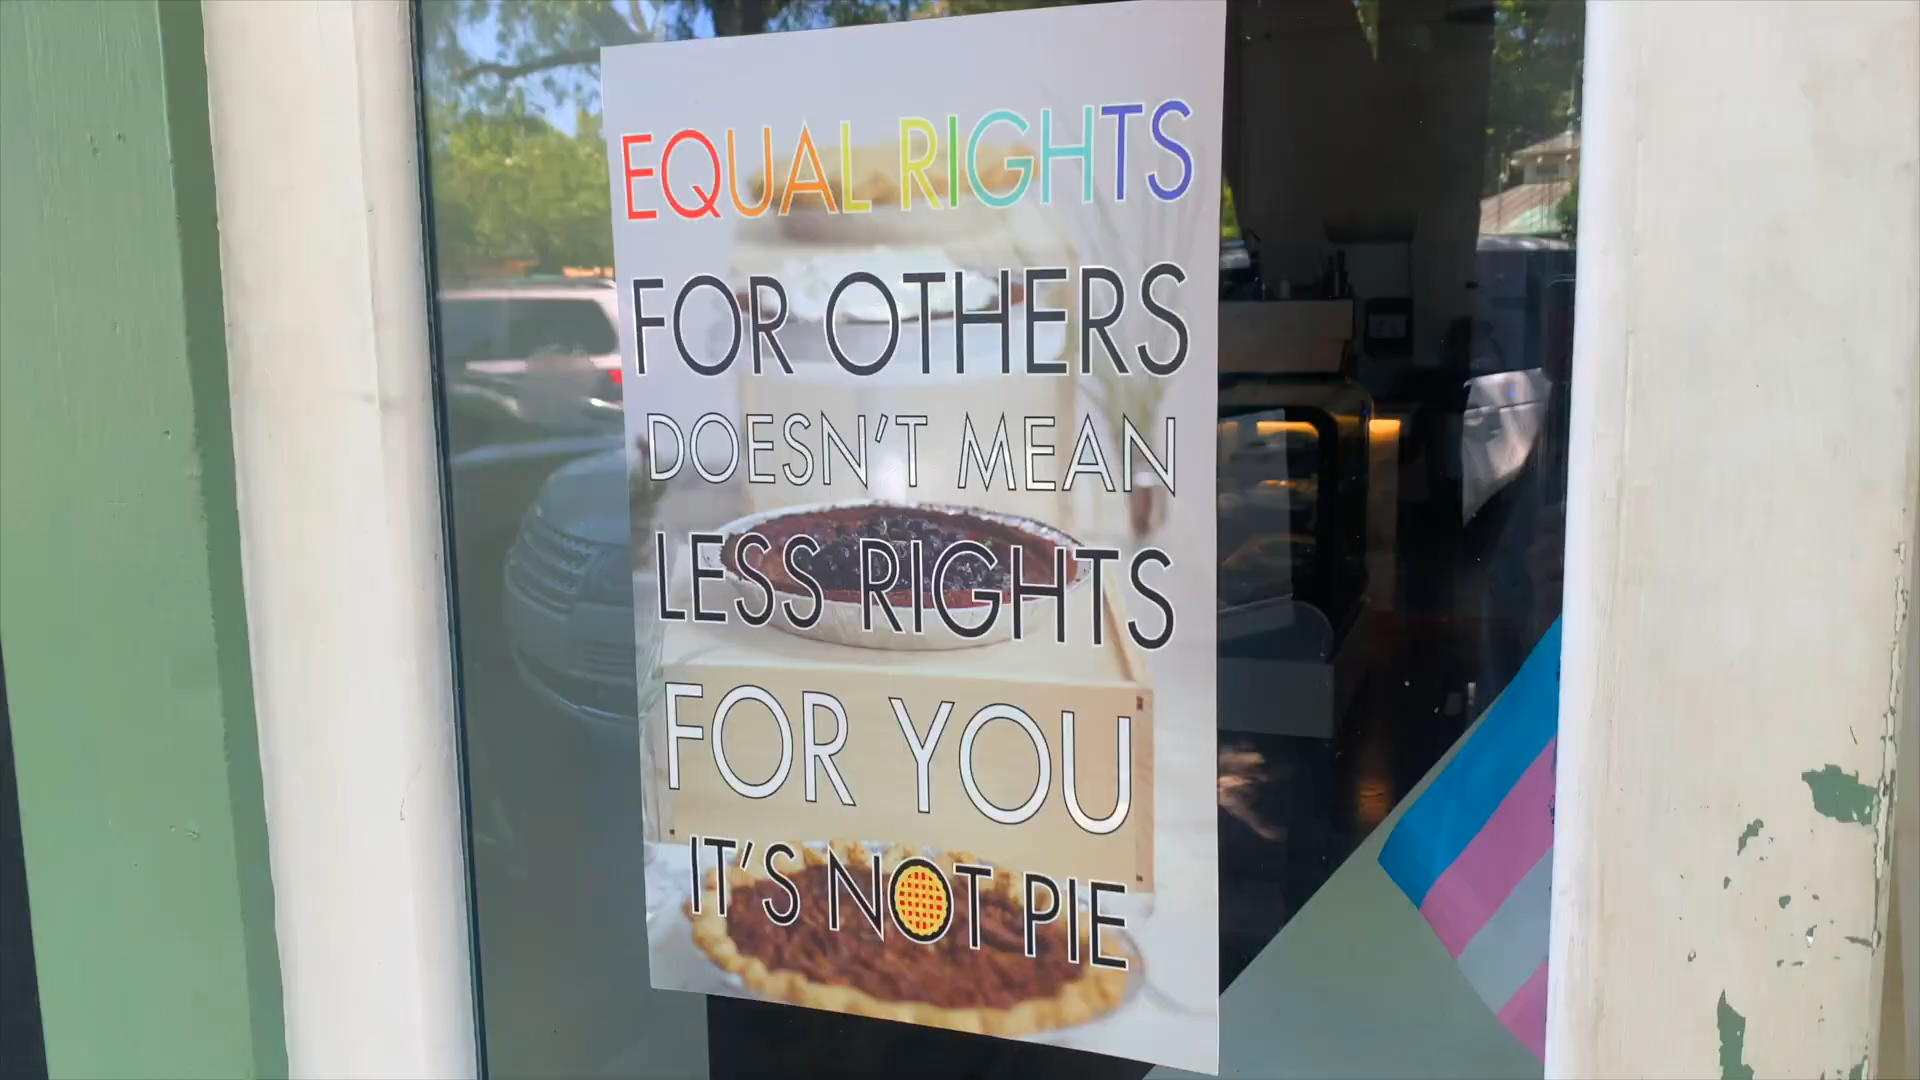 EQUAL RIGHTS
FOR OTHERS
DOESN'T MEAN
LESS RIGHTS
FOR YOU
IT'S NOT PIE